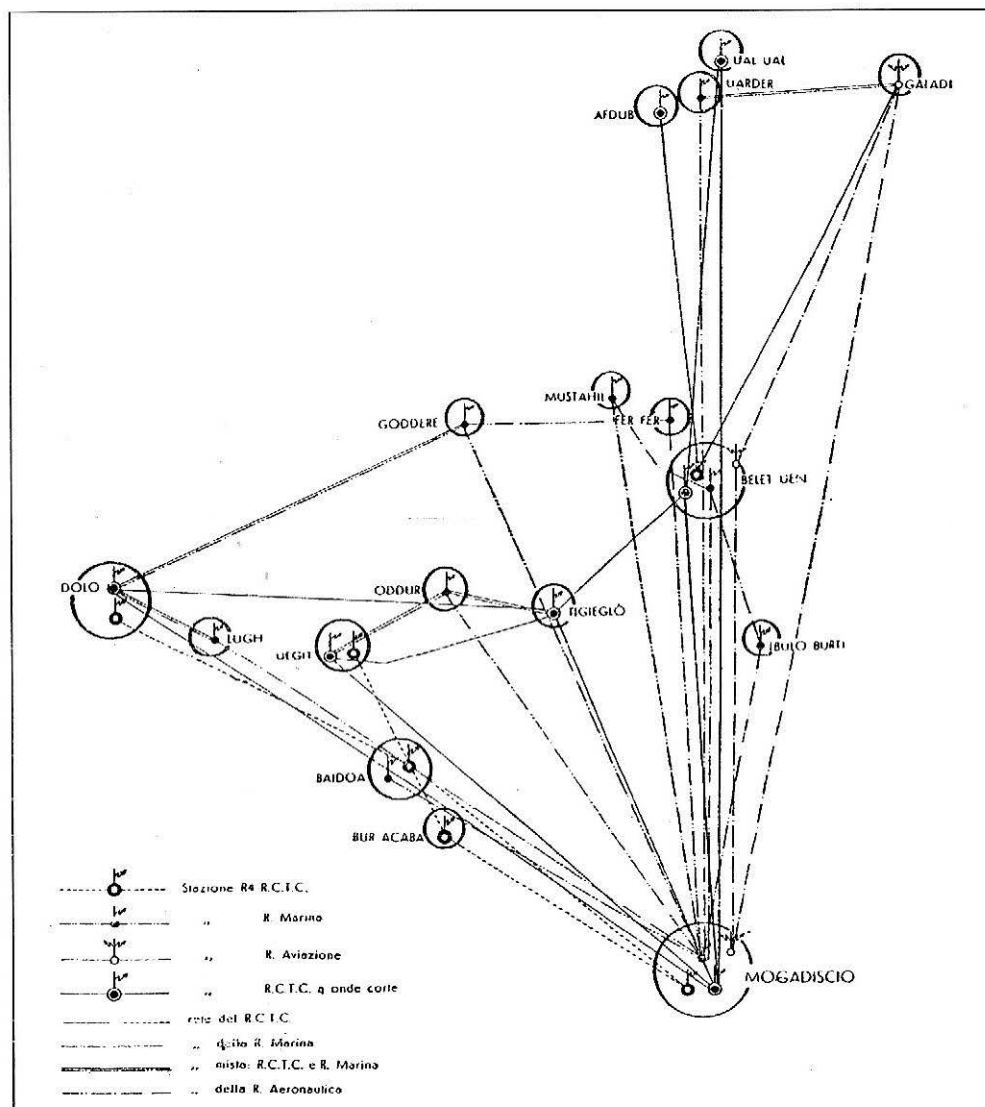 UAL UAL
UARDER
GALADI
AFDUB
MUSTAHIL
FER FER
GODDERE
BELET UEN
DOLO
ODDUR
TIGIEGLÒ
LUGH
UEGIT
BULO BURTI
BAIDOA
BUR ACABA
MOGADISCIO
Stazione R4 R.C.T.C.
" R. Marina
" R. Aviazione
" R.C.T.C. a onde corte
rete del R.C.T.C.
" della R. Marina
" mista: R.C.T.C. e R. Marina
" della R. Aeronautica